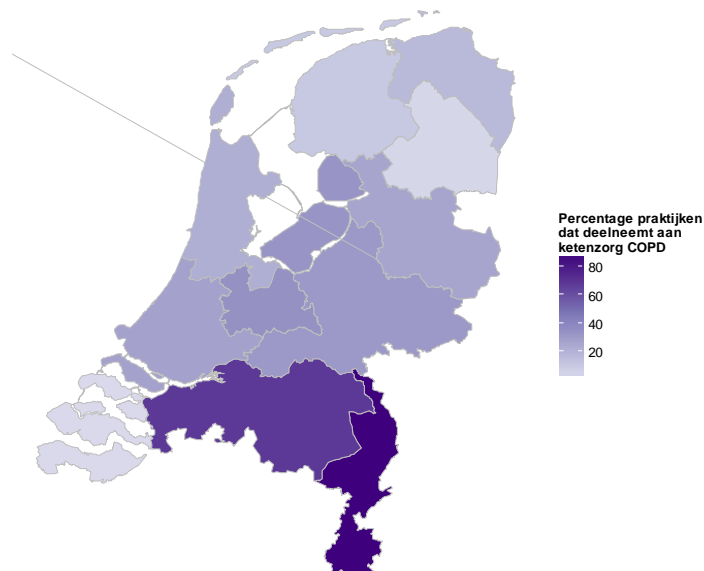 Percentage praktijken
dat deelneemt aan
ketenzorg COPD
80
60
40
20